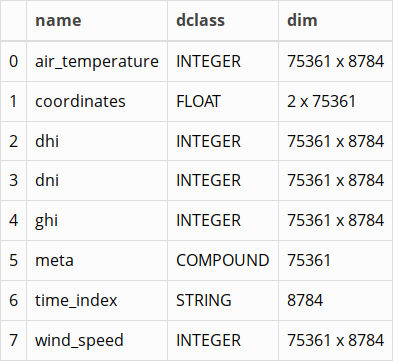 name dclass dim
0 air_temperature INTEGER 75361 x 8784
1 coordinates FLOAT 2 x 75361
2 dhi INTEGER 75361 x 8784
3 dni INTEGER 75361 x 8784
4 ghi INTEGER 75361 x 8784
5 meta COMPOUND 75361
6 time_index STRING 8784
7 wind_speed INTEGER 75361 x 8784